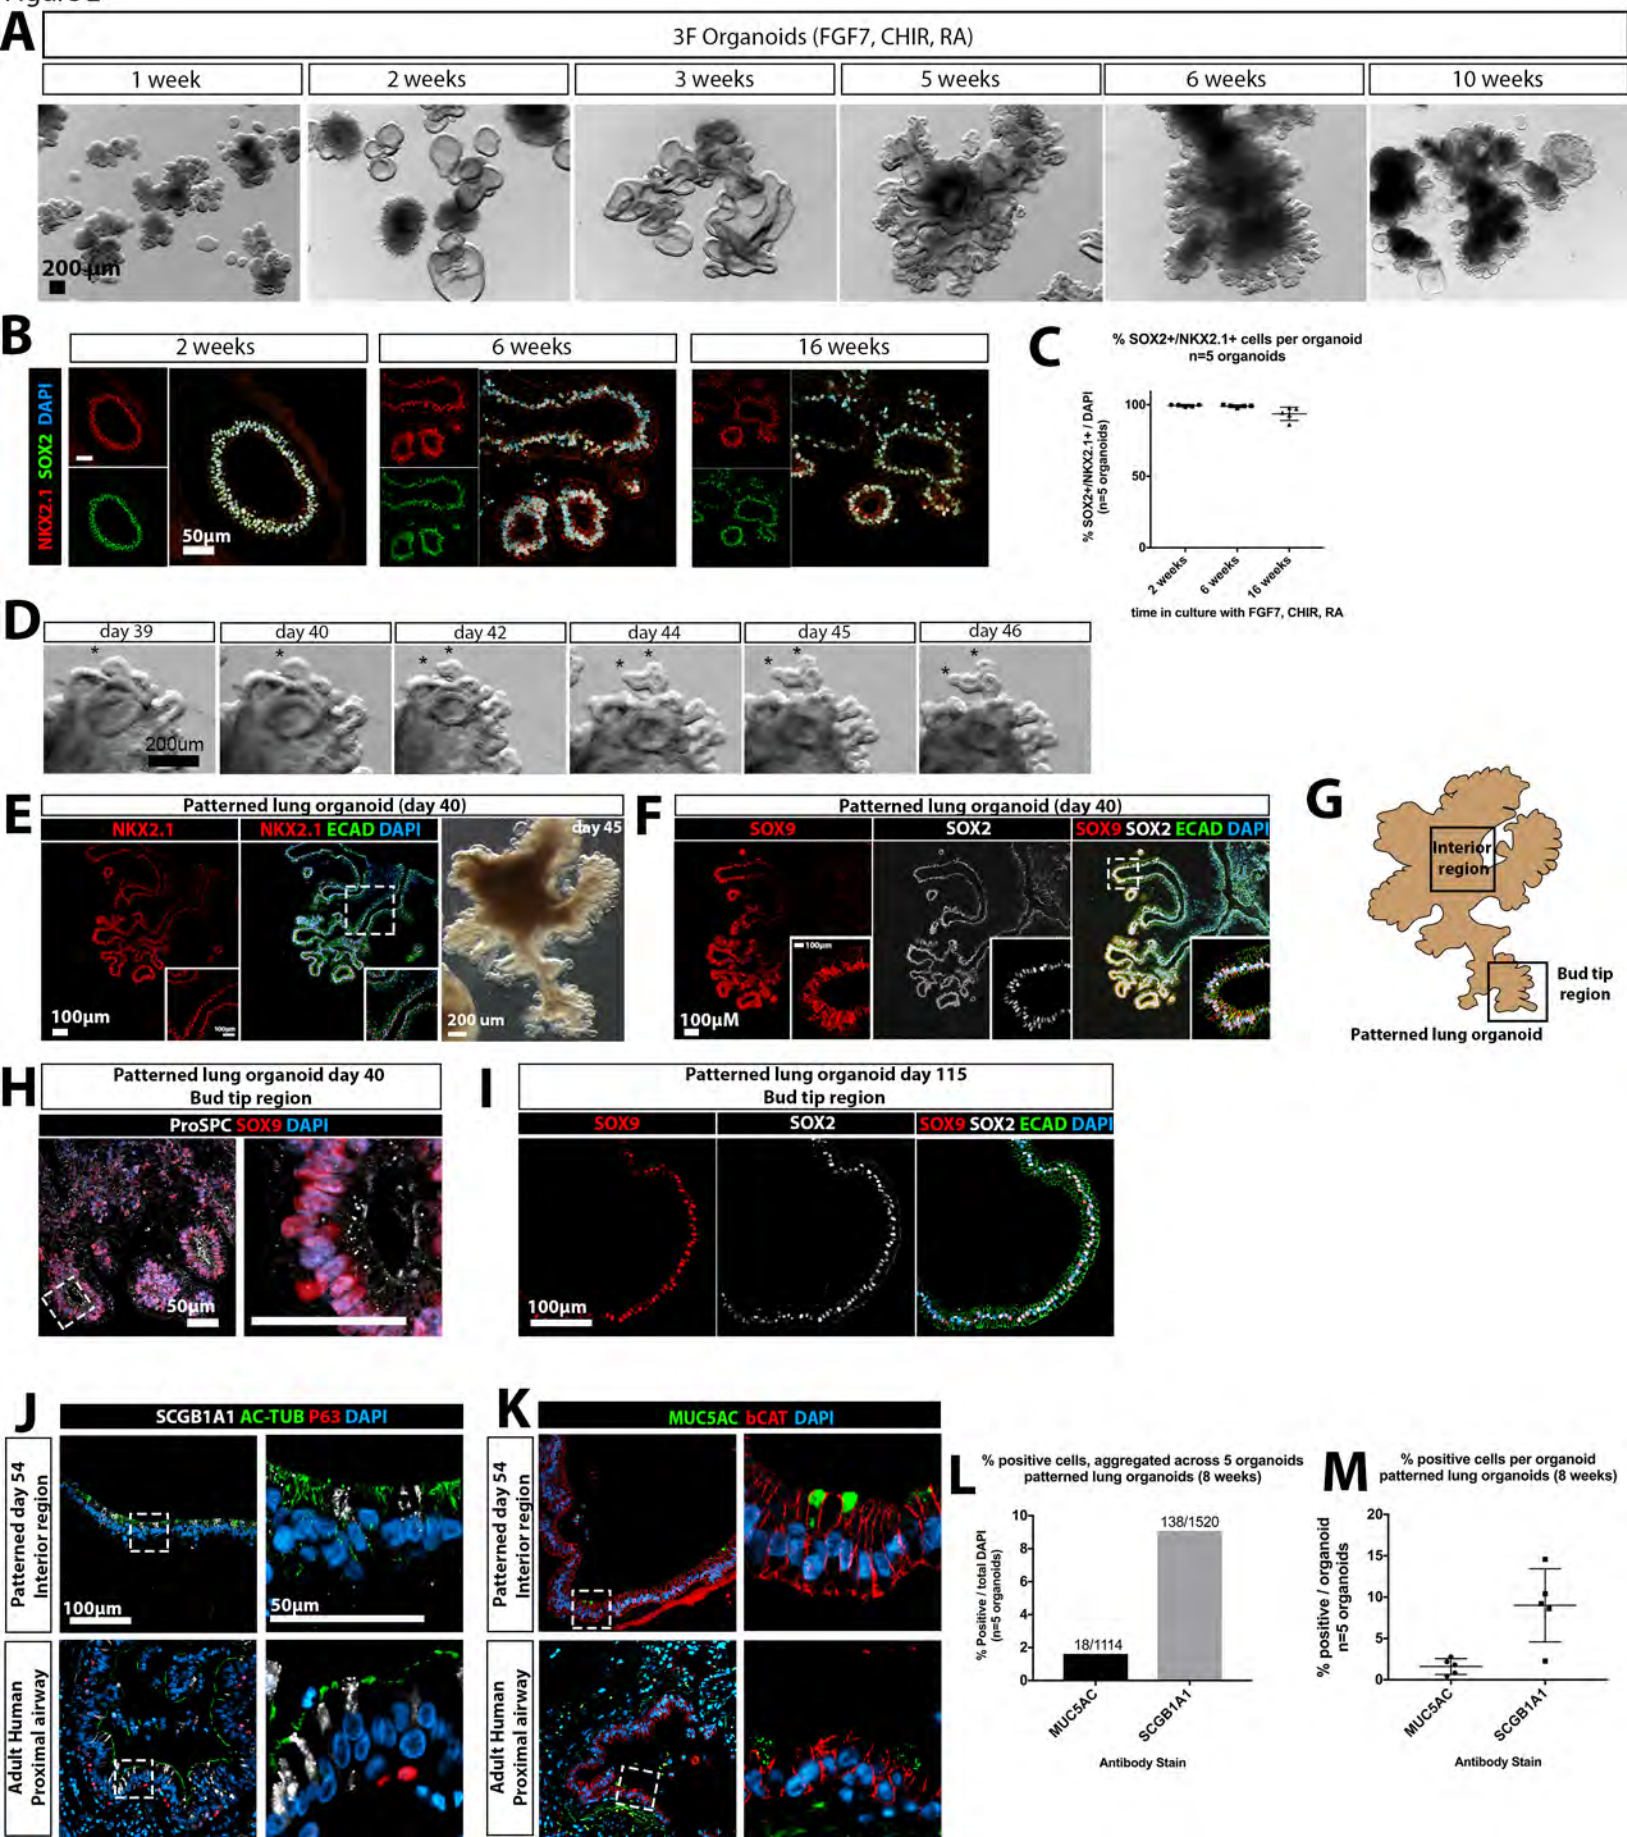 A
3F Organoids (FGF7, CHIR, RA)
1 week
2 weeks
3 weeks
5 weeks
6 weeks
10 weeks
200 µm
B
2 weeks
6 weeks
16 weeks
NKX2.1 SOX2 DAPI
50µm
C
% SOX2+/NKX2.1+ cells per organoid
n=5 organoids
% SOX2+/NKX2.1+ / DAPI
(n=5 organoids)
100
50
0
2 weeks
6 weeks
16 weeks
time in culture with FGF7, CHIR, RA
D
day 39
day 40
day 42
day 44
day 45
day 46
*
*
* *
* *
* *
* *
200um
E
Patterned lung organoid (day 40)
NKX2.1
NKX2.1 ECAD DAPI
day 45
100µm
100µm
200 um
F
Patterned lung organoid (day 40)
SOX9
SOX2
SOX9 SOX2 ECAD DAPI
100µm
100µM
G
Interior
region
Bud tip
region
Patterned lung organoid
H
Patterned lung organoid day 40
Bud tip region
ProSPC SOX9 DAPI
50µm
I
Patterned lung organoid day 115
Bud tip region
SOX9
SOX2
SOX9 SOX2 ECAD DAPI
100µm
J
SCGB1A1 AC-TUB P63 DAPI
Patterned day 54
Interior region
100µm
50µm
Adult Human
Proximal airway
K
MUC5AC bCAT DAPI
Patterned day 54
Interior region
Adult Human
Proximal airway
L
% positive cells, aggregated across 5 organoids
patterned lung organoids (8 weeks)
% Positive / total DAPI
(n=5 organoids)
10
8
6
4
2
0
18/1114
138/1520
MUC5AC
SCGB1A1
Antibody Stain
M
% positive cells per organoid
patterned lung organoids (8 weeks)
% positive / organoid
n=5 organoids
20
15
10
5
0
MUC5AC
SCGB1A1
Antibody Stain